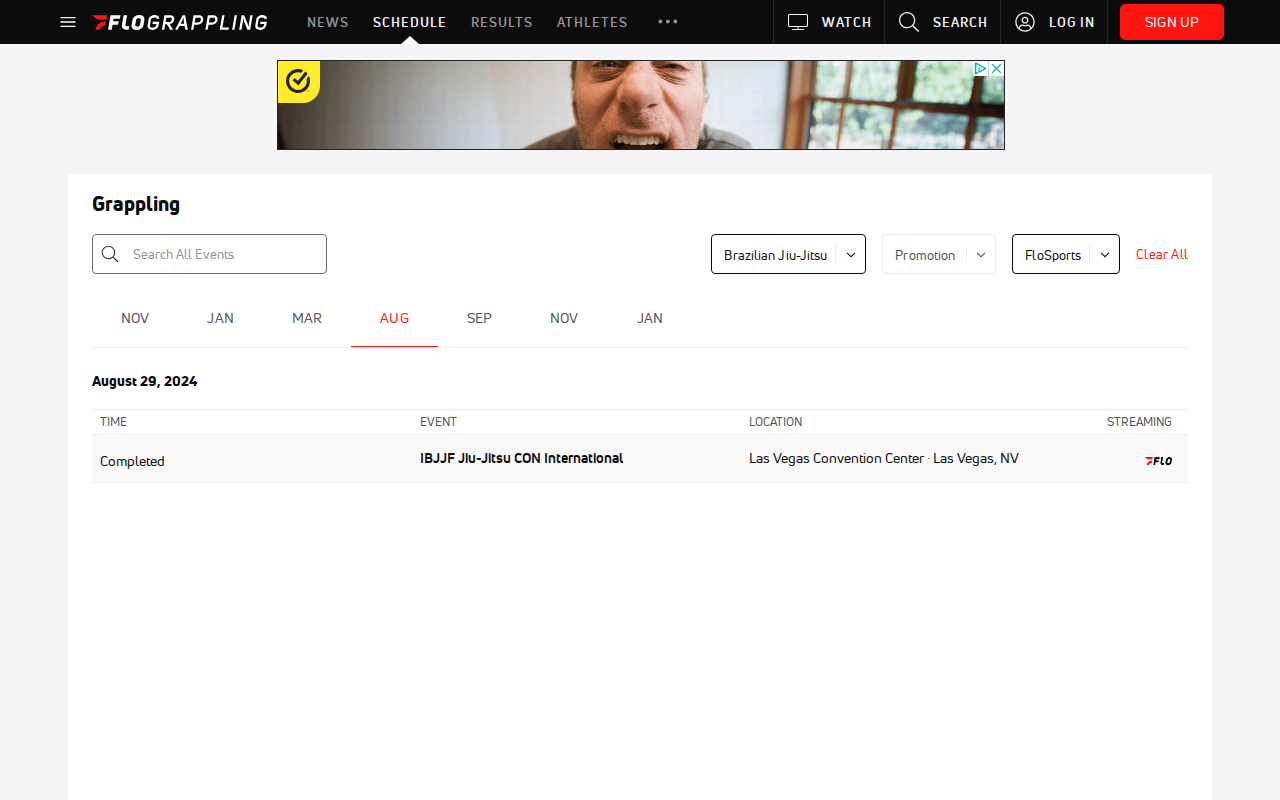 FLOGRAPPLING NEWS SCHEDULE RESULTS ATHLETES WATCH SEARCH LOG IN SIGN UP
Grappling
Search All Events Brazilian Jiu-Jitsu Promotion FloSports Clear All
NOV JAN MAR AUG SEP NOV JAN
August 29, 2024
TIME EVENT LOCATION STREAMING
Completed IBJJF Jiu-Jitsu CON International Las Vegas Convention Center · Las Vegas, NV FLO